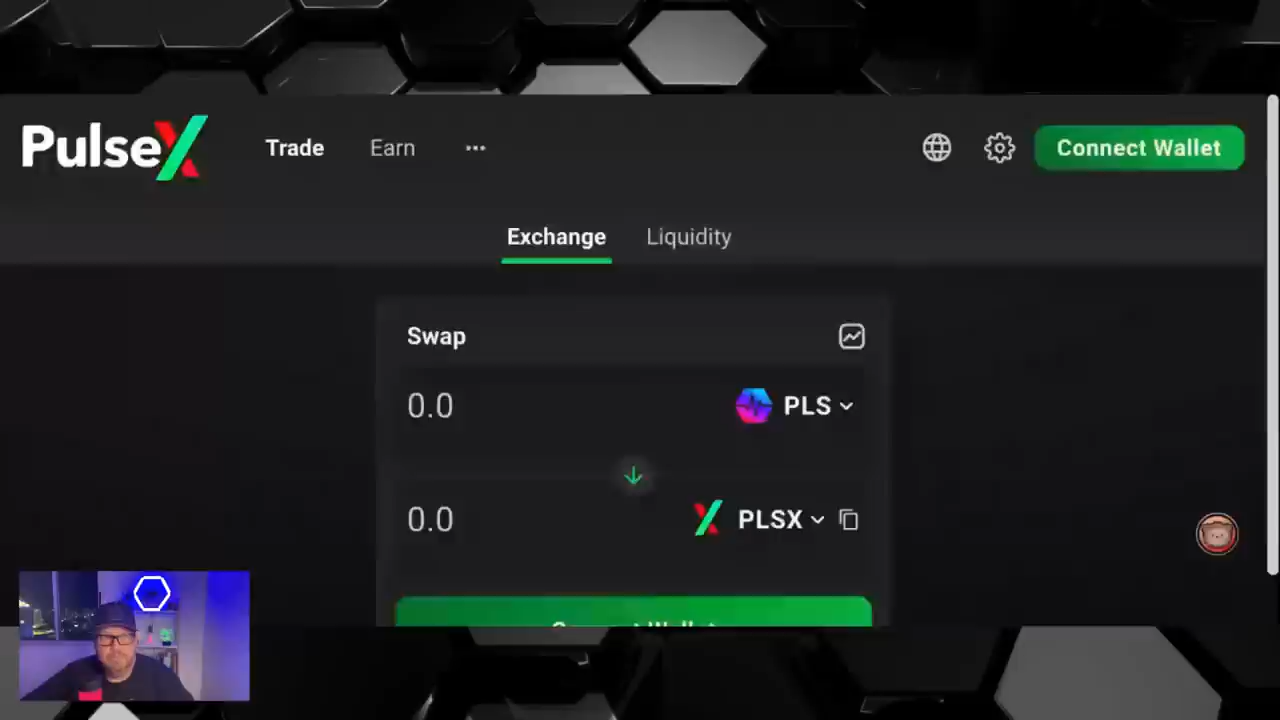 PulseX
Trade Earn ...
Connect Wallet
Exchange Liquidity
Swap
0.0 PLS
0.0 PLSX